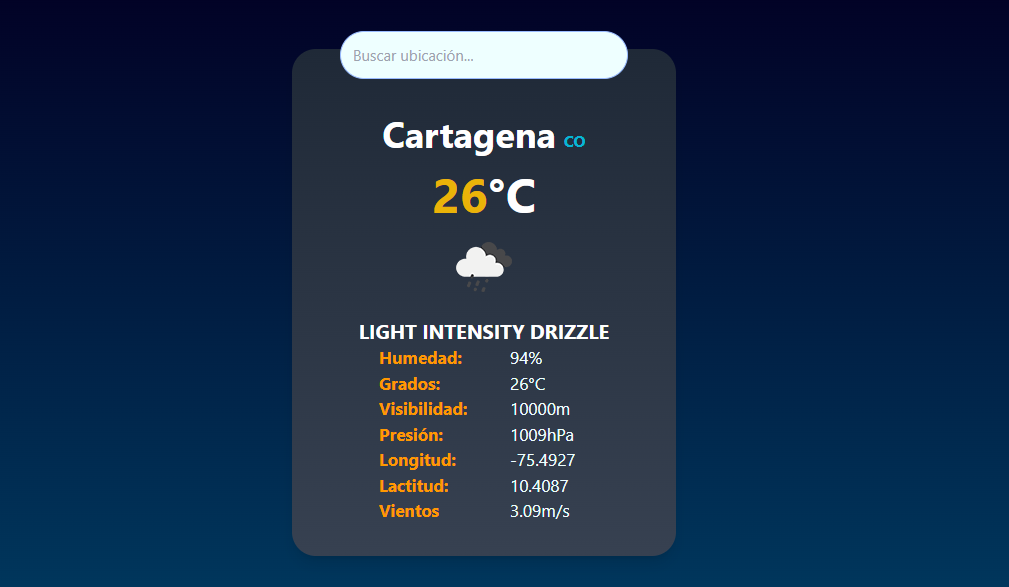 Buscar ubicación...
Cartagena CO
26°C
LIGHT INTENSITY DRIZZLE
Humedad: 94%
Grados: 26°C
Visibilidad: 10000m
Presión: 1009hPa
Longitud: -75.4927
Lactitud: 10.4087
Vientos 3.09m/s